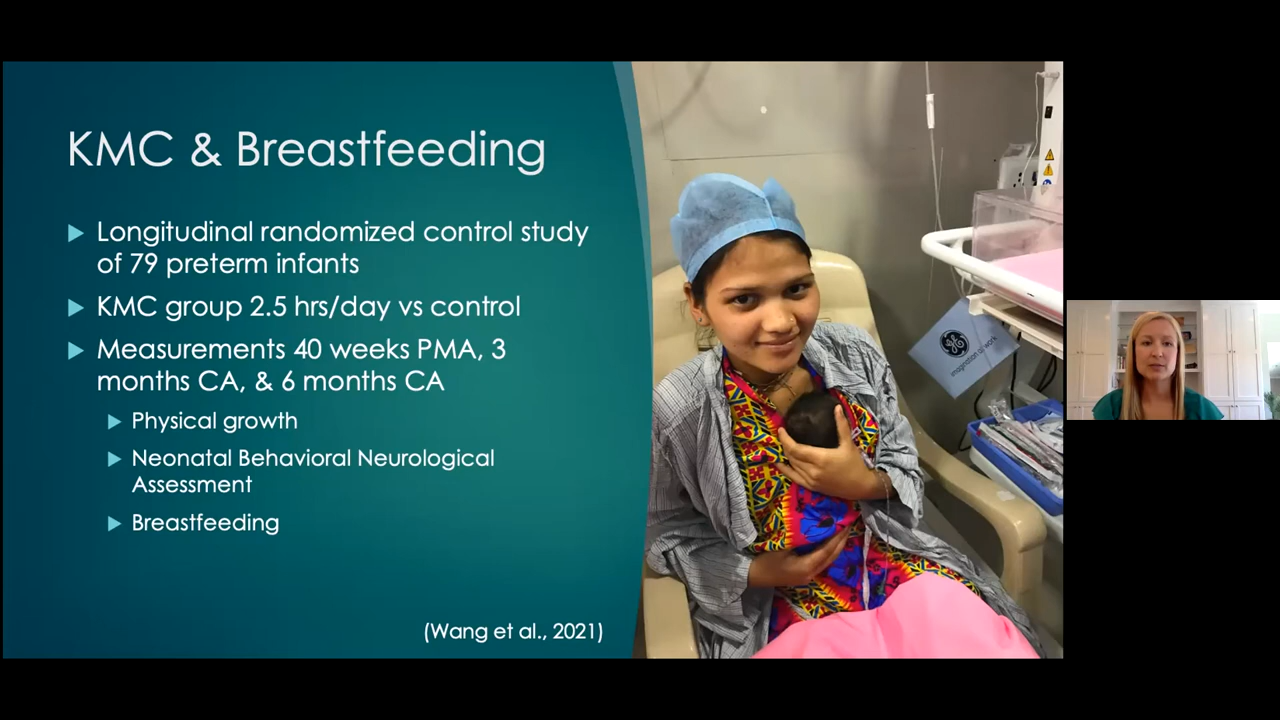 KMC & Breastfeeding
Longitudinal randomized control study
of 79 preterm infants
KMC group 2.5 hrs/day vs control
Measurements 40 weeks PMA, 3
months CA, & 6 months CA
Physical growth
Neonatal Behavioral Neurological
Assessment
Breastfeeding
(Wang et al., 2021)
imagination at work